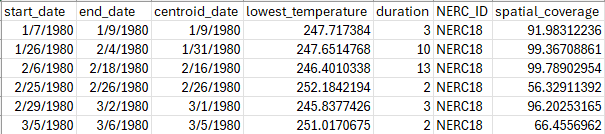 start_date end_date centroid_date lowest_temperature duration NERC_ID spatial_coverage
1/7/1980 1/9/1980 1/9/1980 247.717384 3 NERC18 91.98312236
1/26/1980 2/4/1980 1/31/1980 247.6514768 10 NERC18 99.36708861
2/6/1980 2/18/1980 2/16/1980 246.4010338 13 NERC18 99.78902954
2/25/1980 2/26/1980 2/26/1980 252.1842194 2 NERC18 56.32911392
2/29/1980 3/2/1980 3/1/1980 245.8377426 3 NERC18 96.20253165
3/5/1980 3/6/1980 3/5/1980 251.0170675 2 NERC18 66.4556962